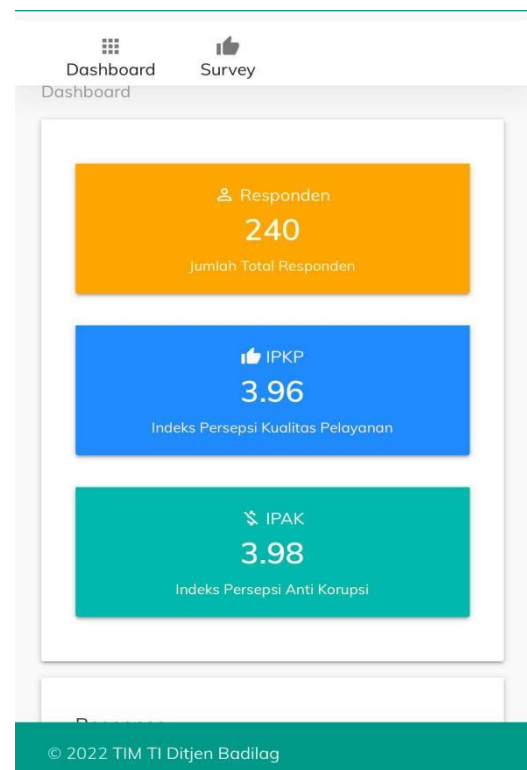 Dashboard Survey
Dashboard
Responden
240
Jumlah Total Responden
IPKP
3.96
Indeks Persepsi Kualitas Pelayanan
IPAK
3.98
Indeks Persepsi Anti Korupsi
© 2022 TIM TI Ditjen Badilag